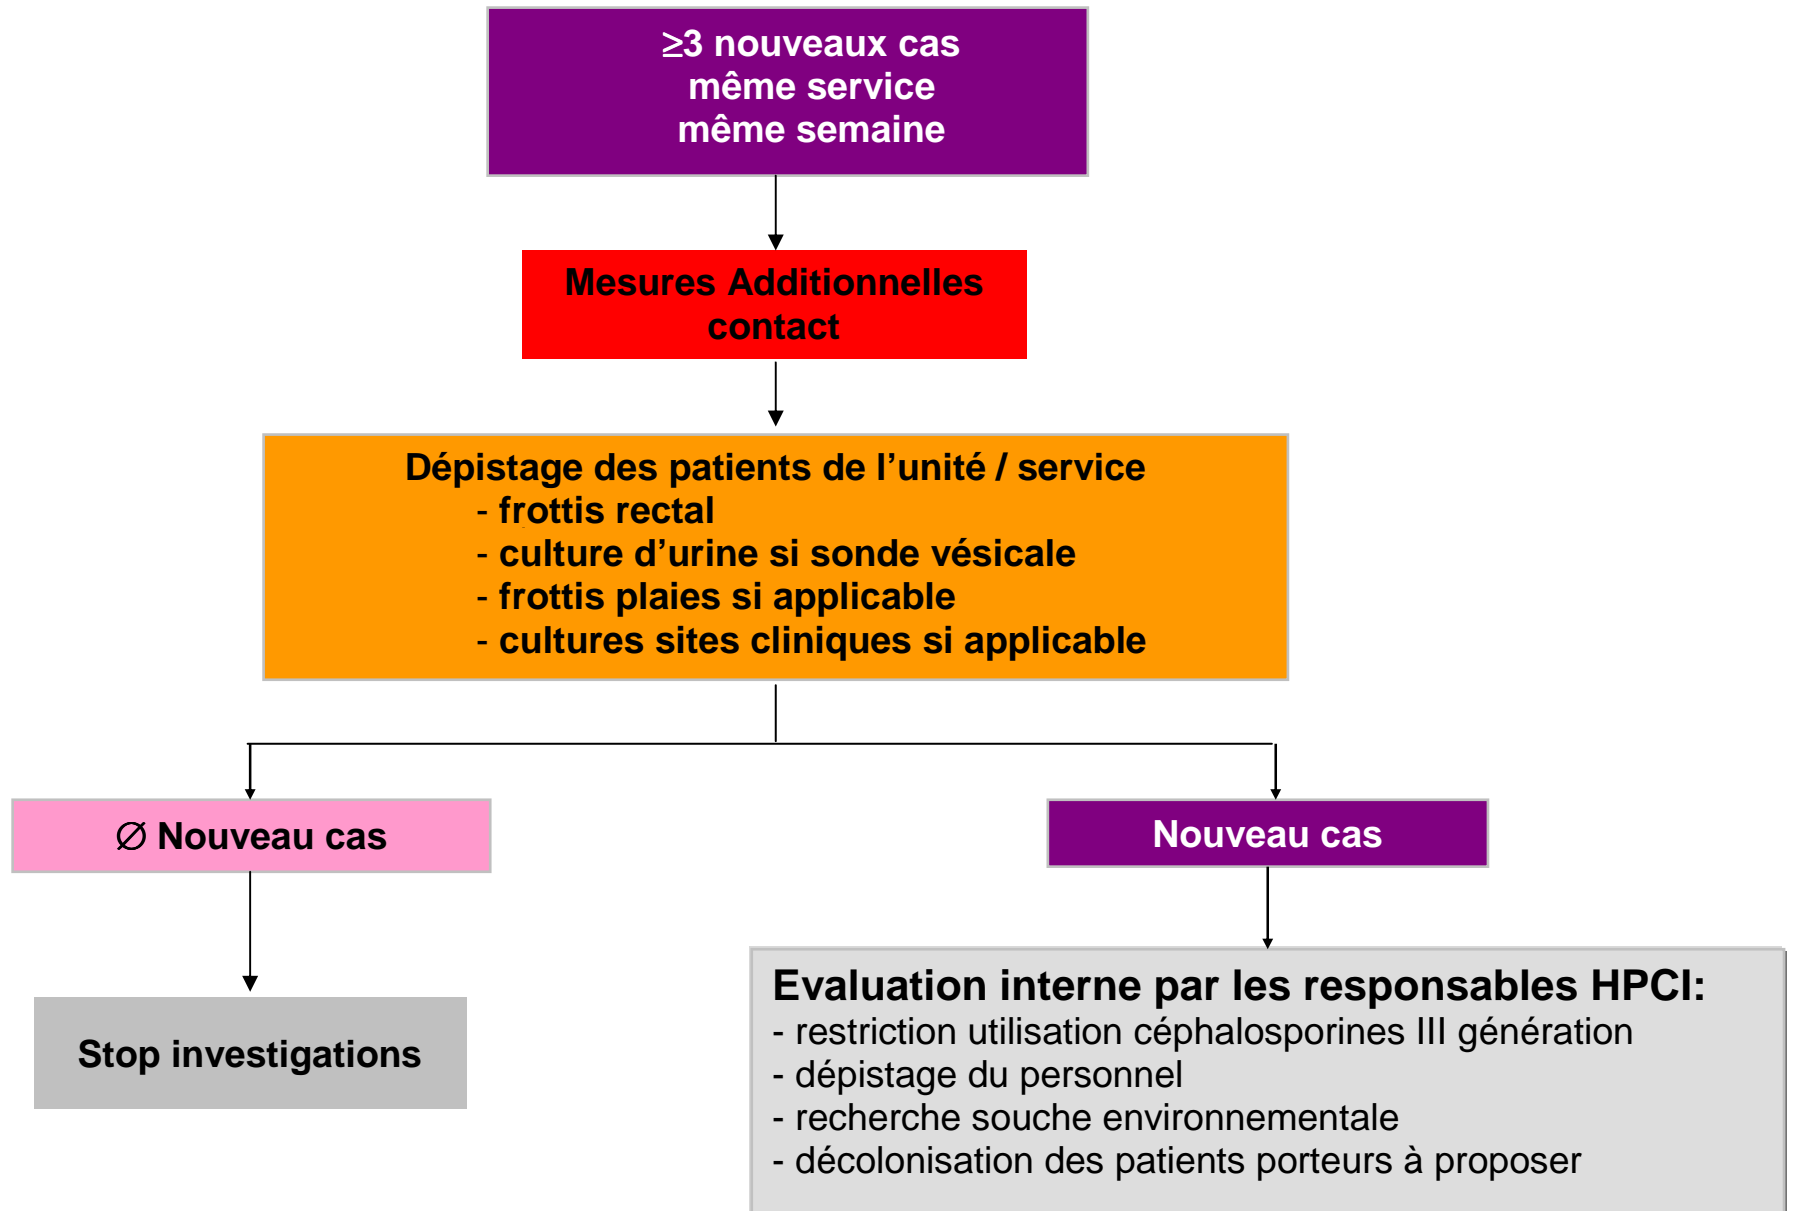 ≥3 nouveaux cas
même service
même semaine
Mesures Additionnelles
contact
Dépistage des patients de l’unité / service
- frottis rectal
- culture d’urine si sonde vésicale
- frottis plaies si applicable
- cultures sites cliniques si applicable
∅ Nouveau cas
Nouveau cas
Stop investigations
Evaluation interne par les responsables HPCI:
- restriction utilisation céphalosporines III génération
- dépistage du personnel
- recherche souche environnementale
- décolonisation des patients porteurs à proposer